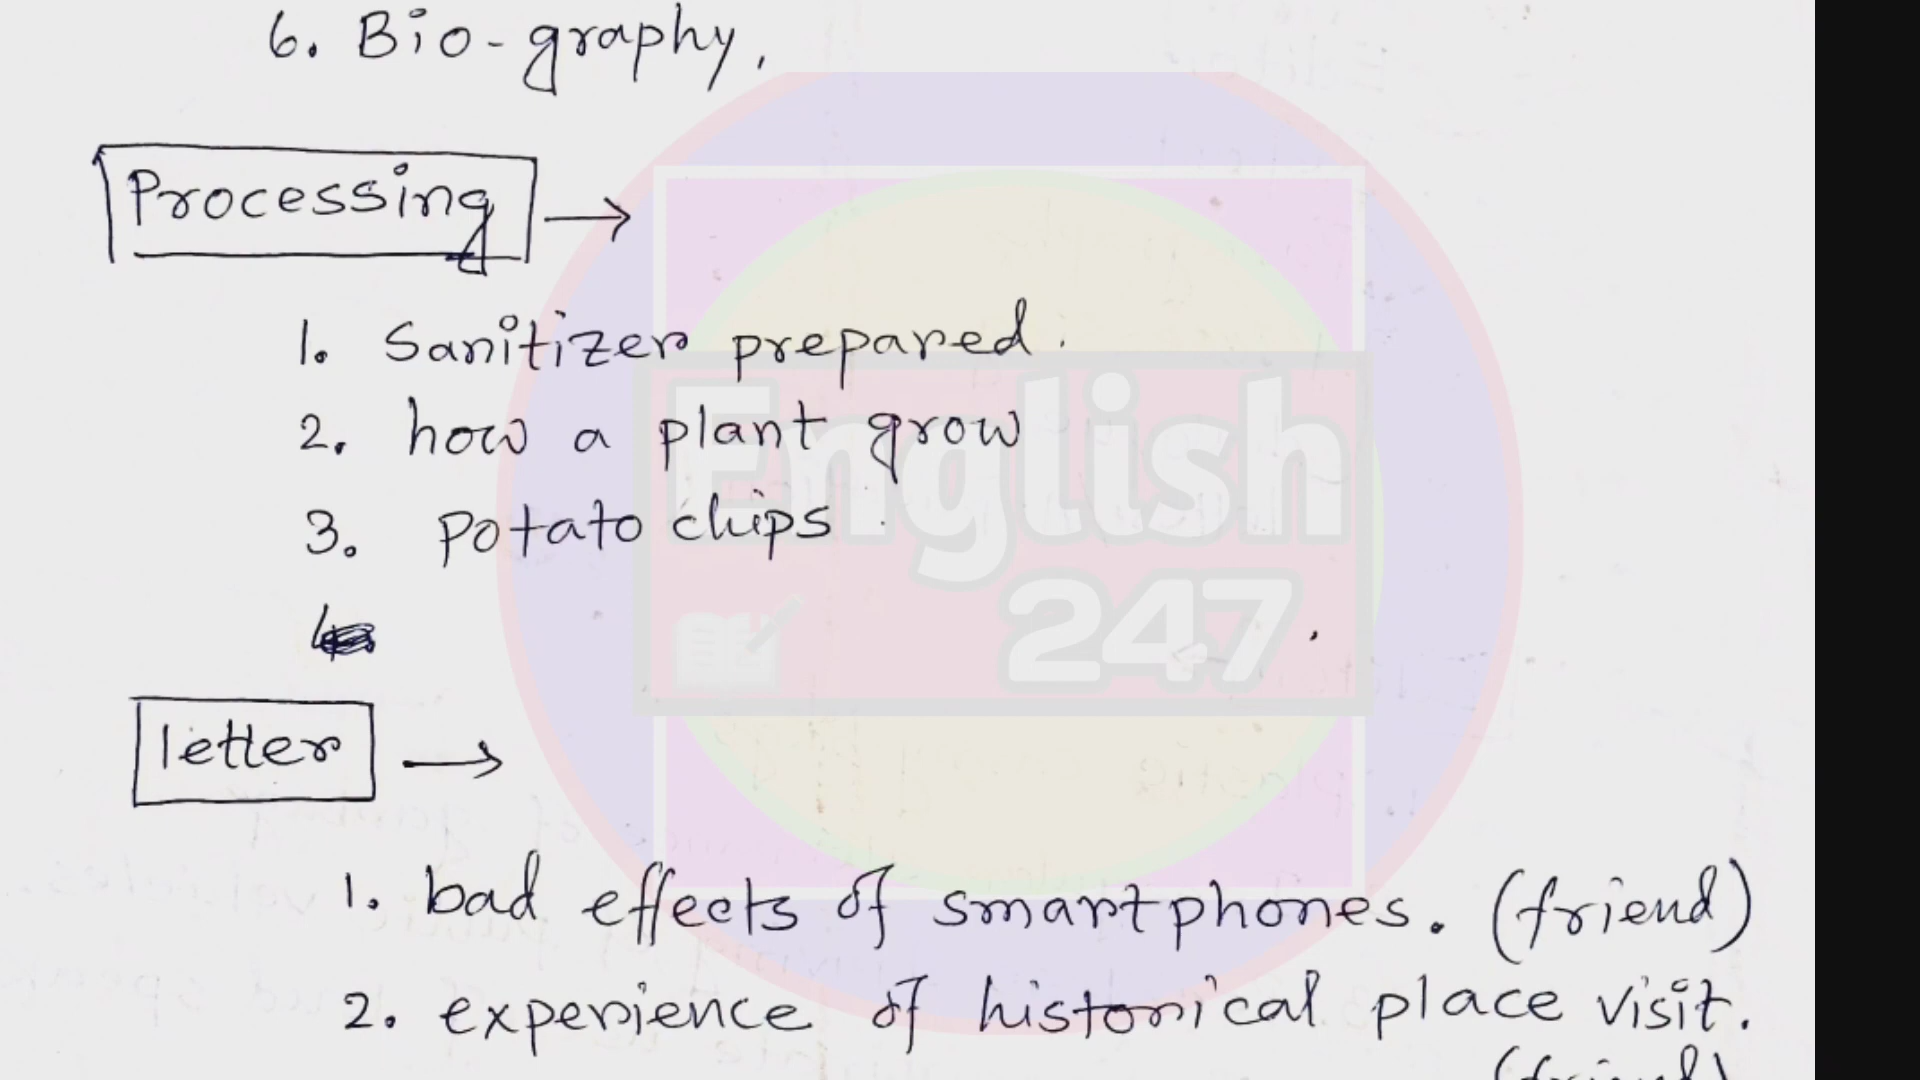 6. Bio-graphy,
Processing →
1. Sanitizer prepared.
2. how a plant grow
3. potato chips.
letter →
1. bad effects of smartphones. (friend)
2. experience of historical place visit.
(friend)
English
247